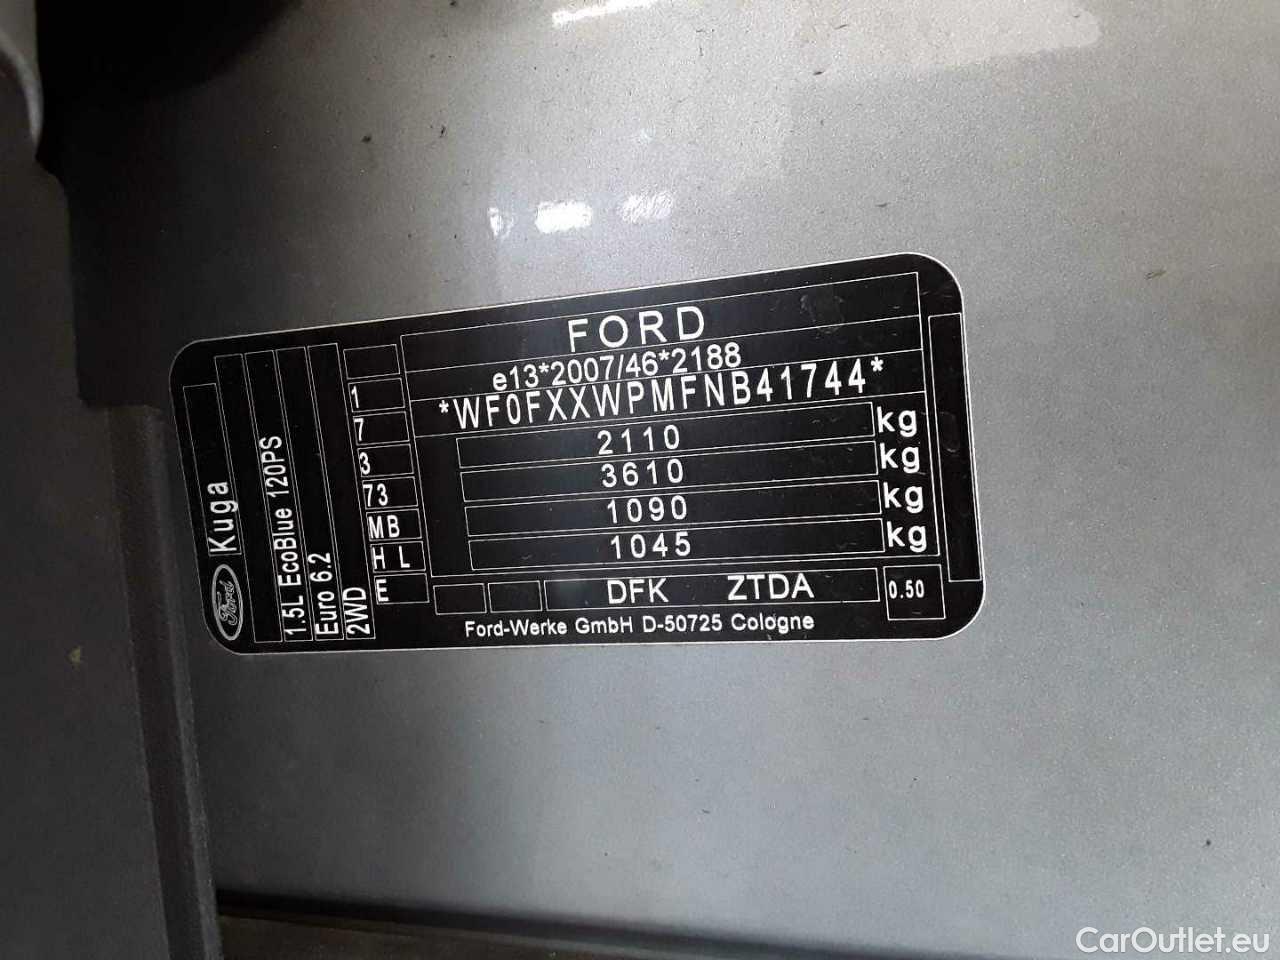 FORD
e13*2007/46*2188
*WF0FXXWPMFNB41744*
2110 kg
3610 kg
1090 kg
1045 kg
DFK ZTDA 0.50
Ford-Werke GmbH D-50725 Cologne
Ford Kuga
1.5L EcoBlue 120PS
Euro 6.2
2WD
1
7
3
73
MB
H L
E
CarOutlet.eu